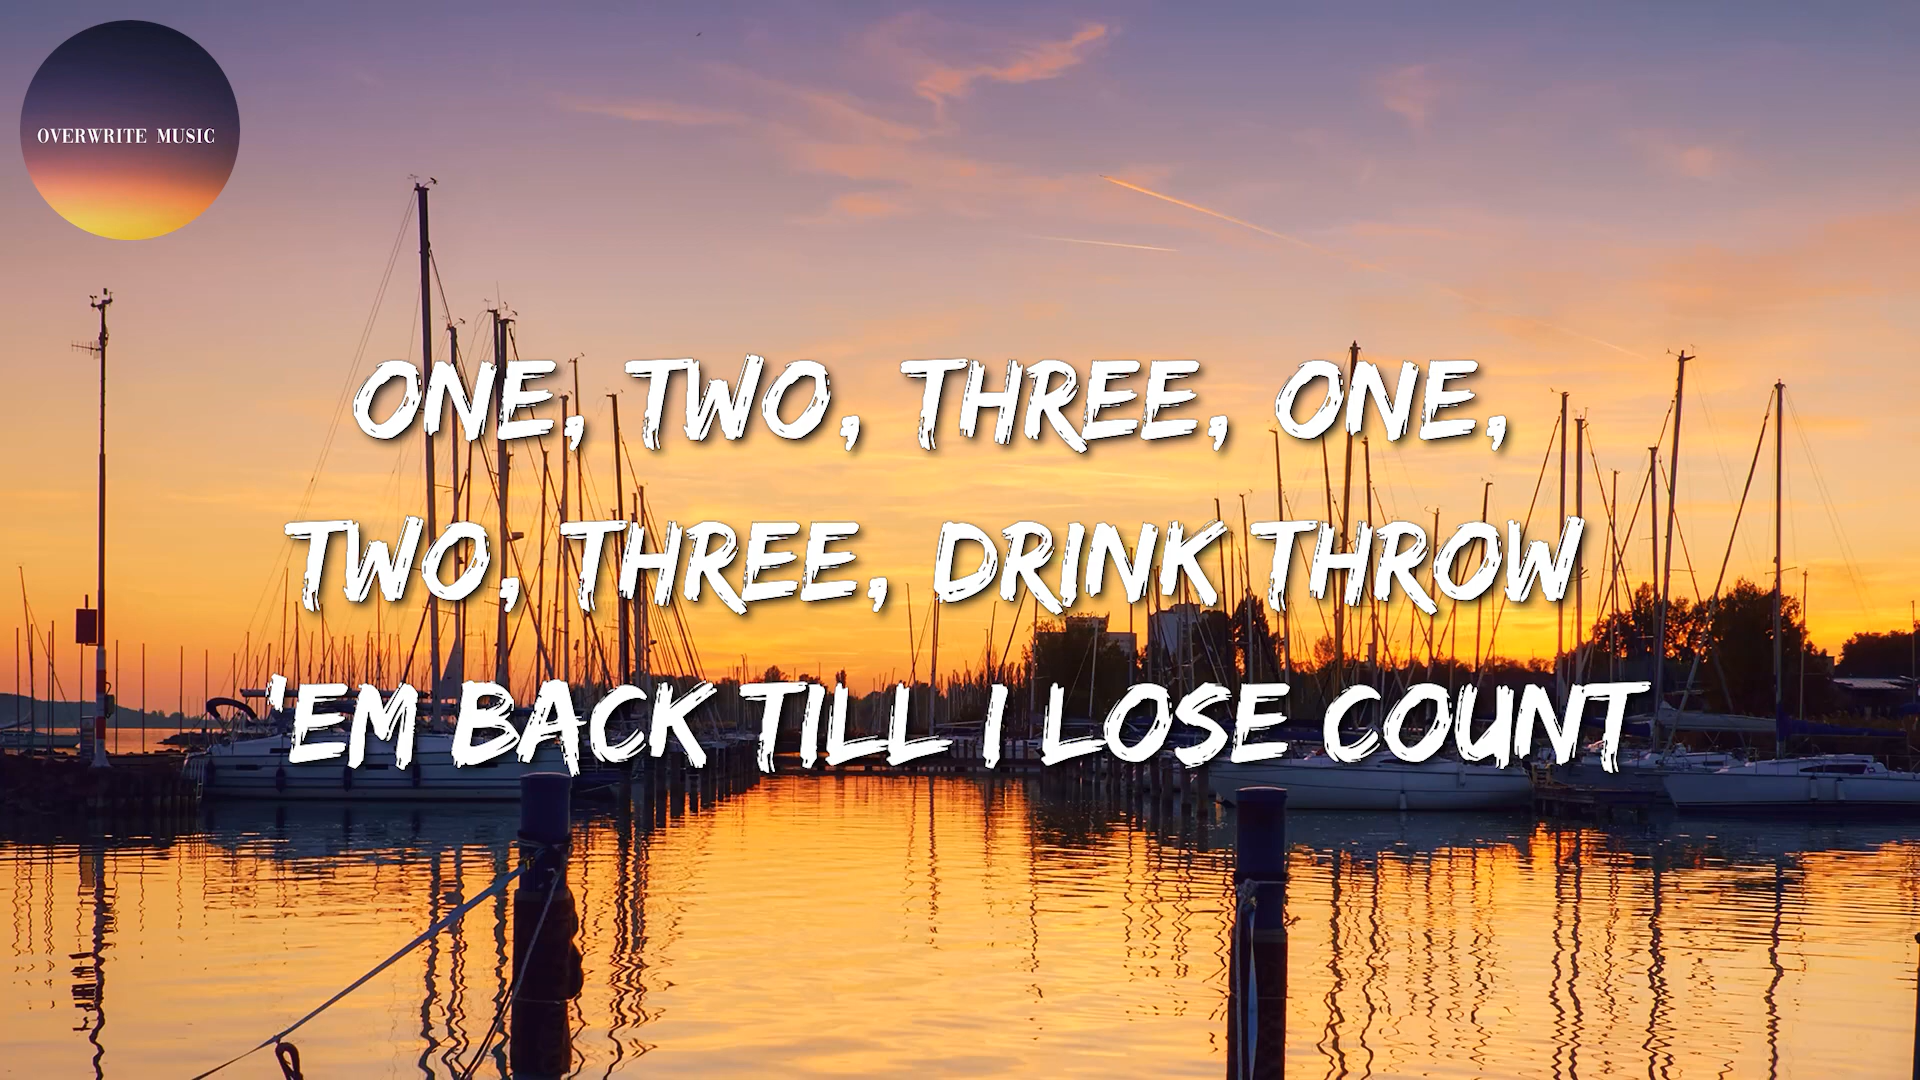 OVERWRITE MUSIC
ONE, TWO, THREE, ONE,
TWO, THREE, DRINK THROW
'EM BACK TILL I LOSE COUNT